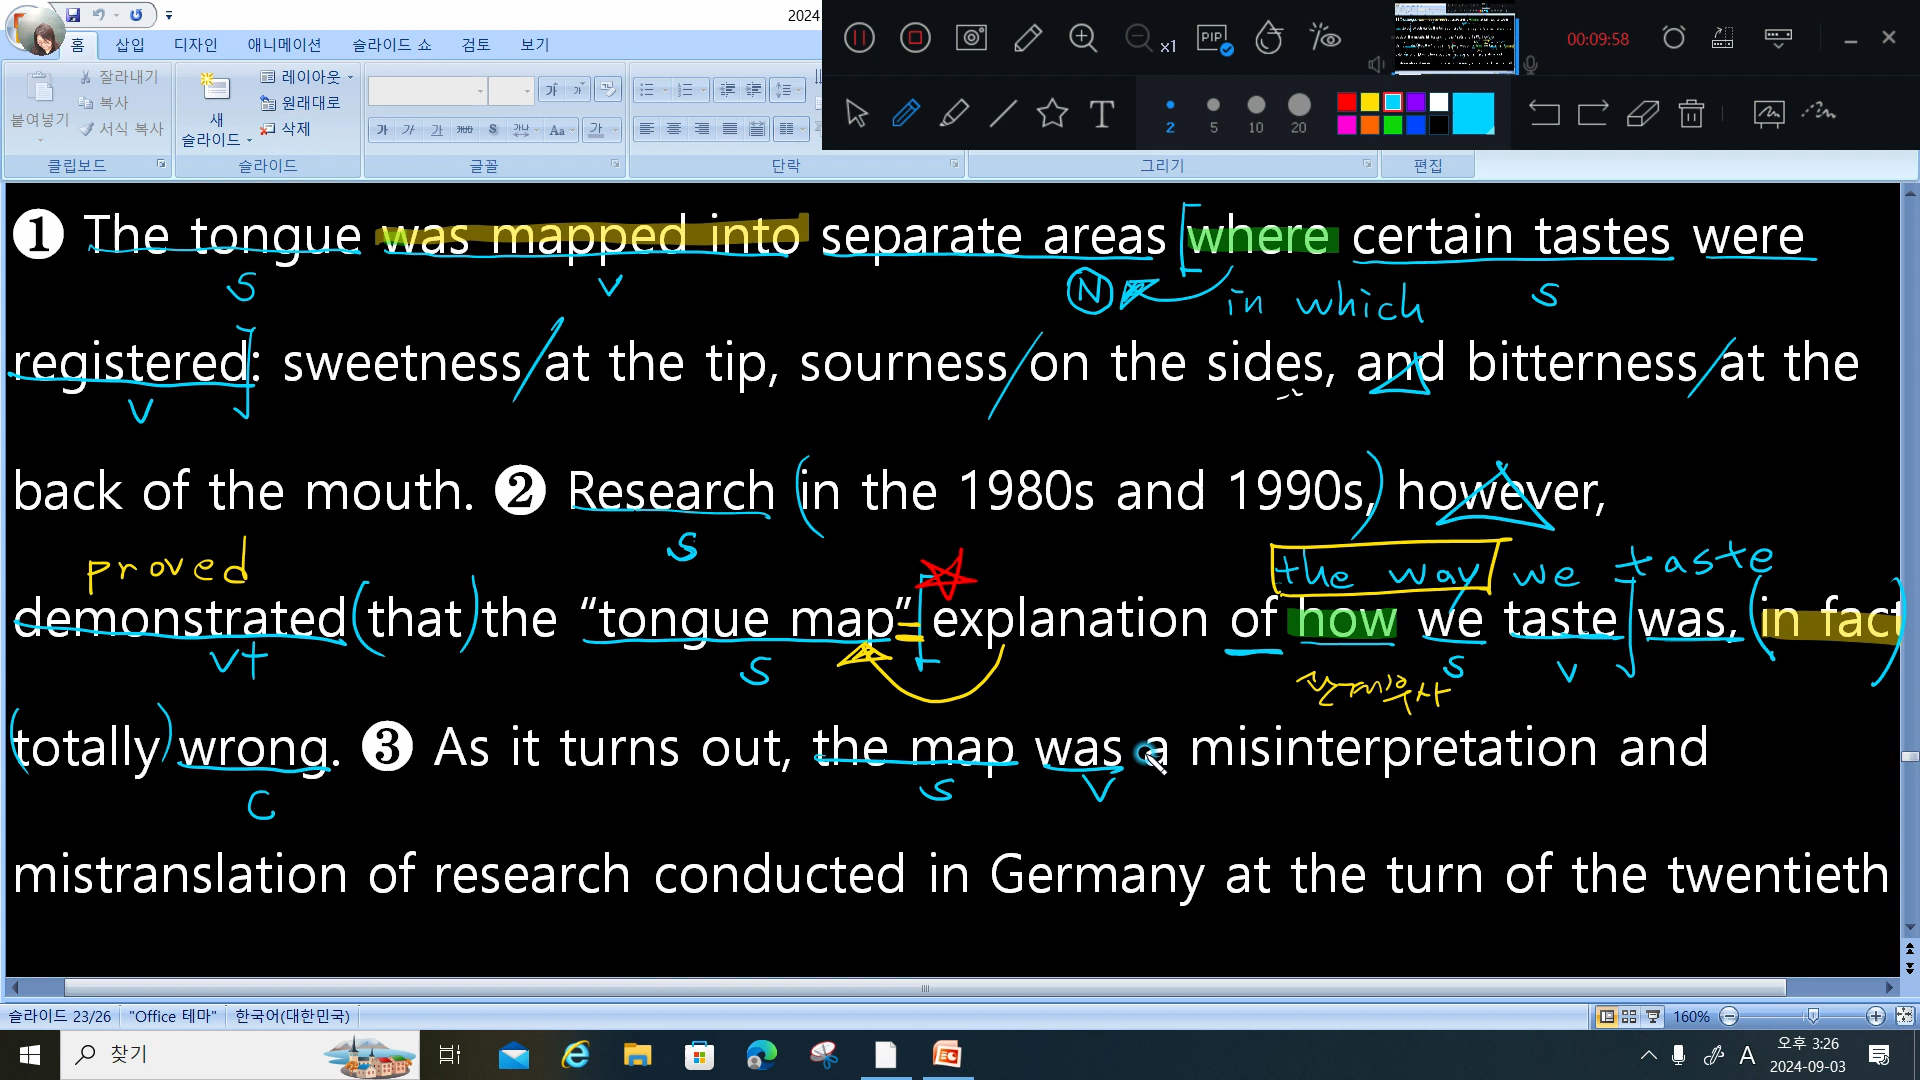 2024
홈 삽입 디자인 애니메이션 슬라이드 쇼 검토 보기
x1 PIP 00:09:58
2 5 10 20
붙여넣기 잘라내기 복사 서식 복사
새 슬라이드 레이아웃 원래대로 삭제
클립보드 슬라이드 글꼴 단락 그리기 편집
❶ The tongue was mapped into separate areas [where certain tastes were
S V N in which S
registered]: sweetness / at the tip, sourness / on the sides, and bitterness / at the
V
back of the mouth. ❷ Research (in the 1980s and 1990s,) however,
S
proved the way we taste
demonstrated (that) the “tongue map” = [explanation of how we taste] was, (in fact)
vt S S V
(totally) wrong. ❸ As it turns out, the map was a misinterpretation and
C S V
mistranslation of research conducted in Germany at the turn of the twentieth
슬라이드 23/26 "Office 테마" 한국어(대한민국) 160%
찾기 A 오후 3:26
2024-09-03